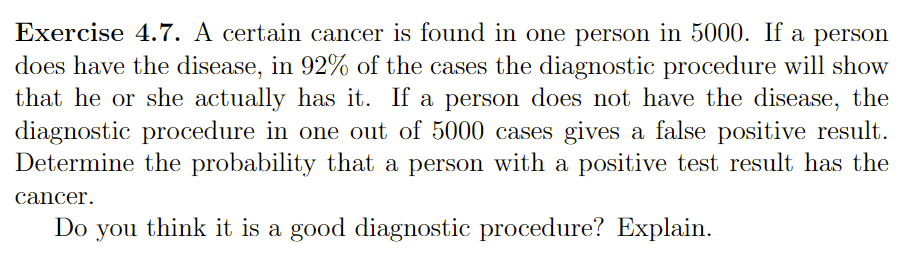 Exercise 4.7. A certain cancer is found in one person in 5000. If a person
does have the disease, in 92% of the cases the diagnostic procedure will show
that he or she actually has it. If a person does not have the disease, the
diagnostic procedure in one out of 5000 cases gives a false positive result.
Determine the probability that a person with a positive test result has the
cancer.
Do you think it is a good diagnostic procedure? Explain.